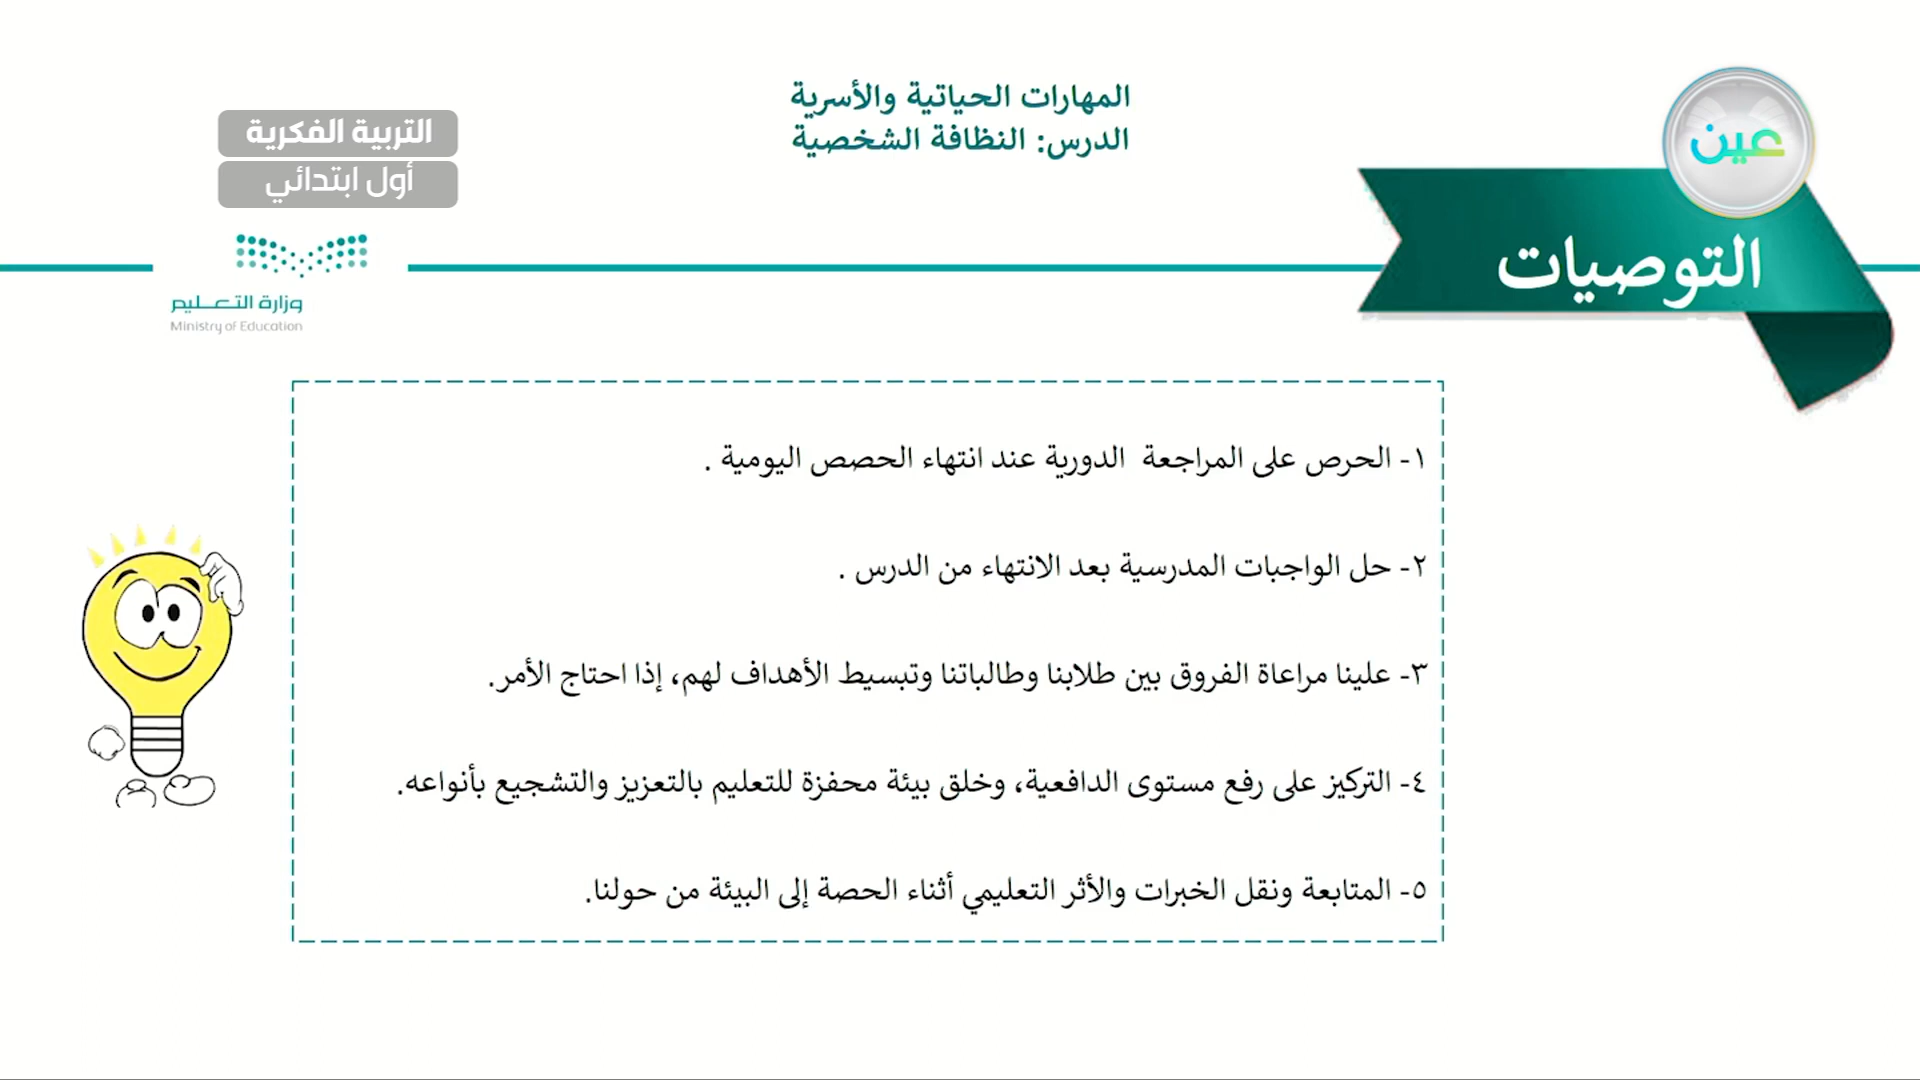 المهارات الحياتية والأسرية
الدرس: النظافة الشخصية
عين
التربية الفكرية
أول ابتدائي
وزارة التعليم
Ministry of Education
التوصيات
١- الحرص على المراجعة الدورية عند انتهاء الحصص اليومية .
٢- حل الواجبات المدرسية بعد الانتهاء من الدرس .
٣- علينا مراعاة الفروق بين طلابنا وطالباتنا وتبسيط الأهداف لهم، إذا احتاج الأمر.
٤- التركيز على رفع مستوى الدافعية، وخلق بيئة محفزة للتعليم بالتعزيز والتشجيع بأنواعه.
٥- المتابعة ونقل الخبرات والأثر التعليمي أثناء الحصة إلى البيئة من حولنا.